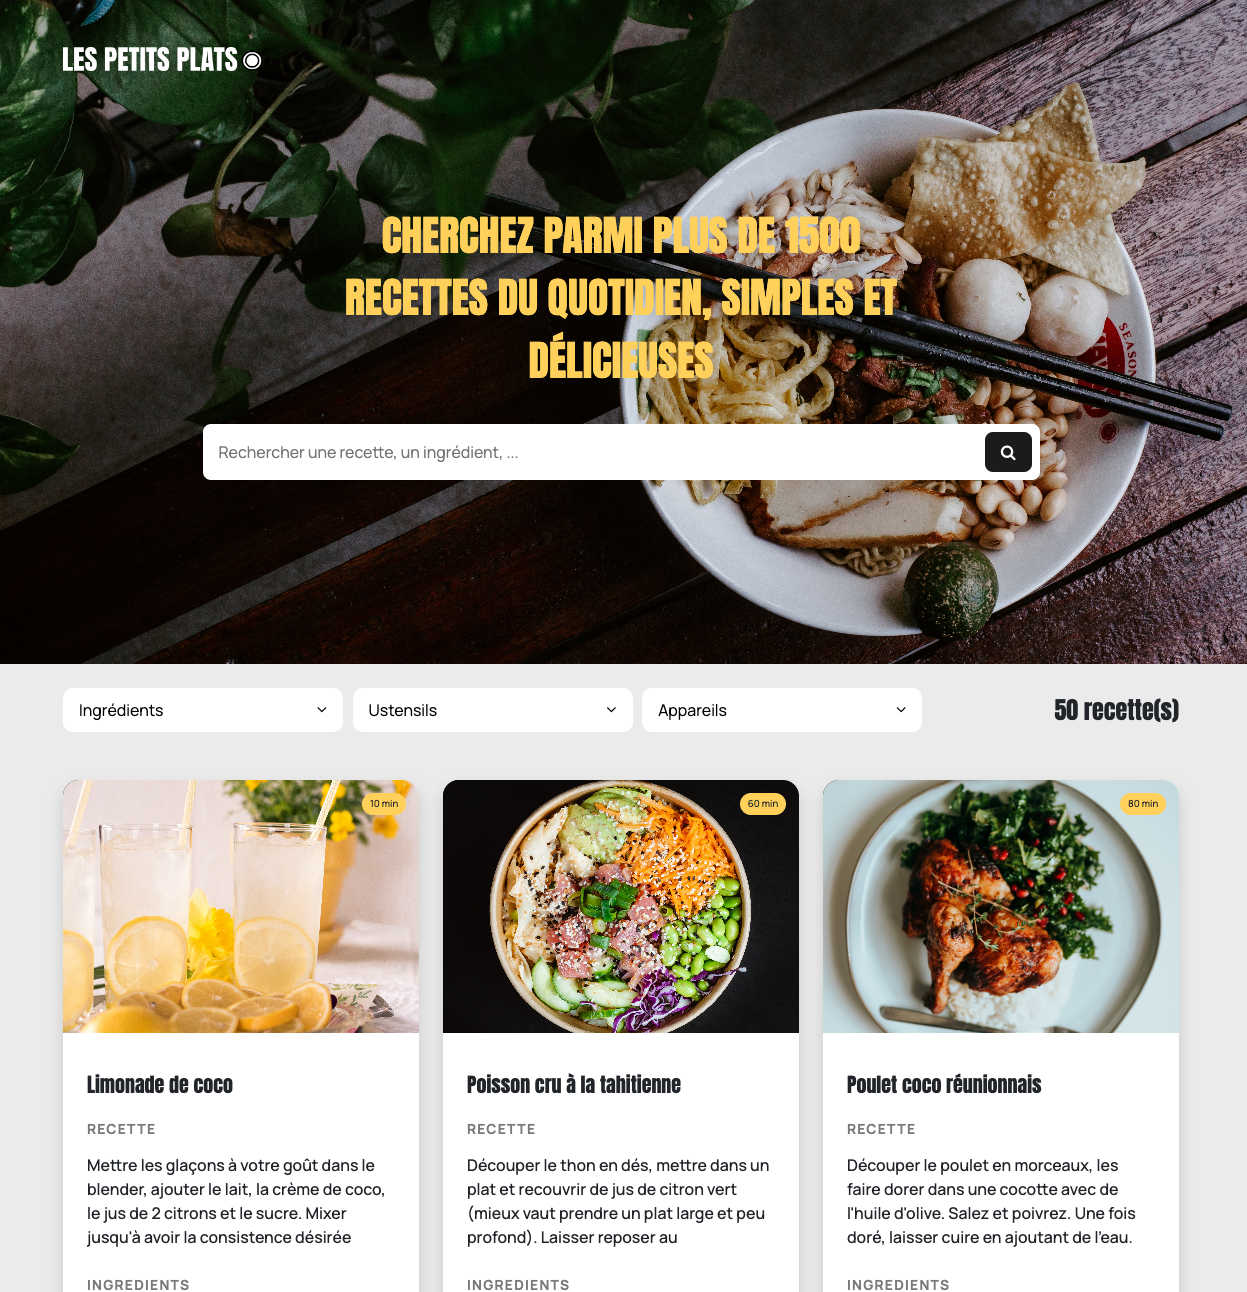 LES PETITS PLATS
CHERCHEZ PARMI PLUS DE 1500
RECETTES DU QUOTIDIEN, SIMPLES ET
DÉLICIEUSES
Rechercher une recette, un ingrédient, ...
SEASON
Ingrédients
Ustensils
Appareils
50 recette(s)
10 min
60 min
80 min
Limonade de coco
RECETTE
Mettre les glaçons à votre goût dans le
blender, ajouter le lait, la crème de coco,
le jus de 2 citrons et le sucre. Mixer
jusqu'à avoir la consistence désirée
INGREDIENTS
Poisson cru à la tahitienne
RECETTE
Découper le thon en dés, mettre dans un
plat et recouvrir de jus de citron vert
(mieux vaut prendre un plat large et peu
profond). Laisser reposer au
INGREDIENTS
Poulet coco réunionnais
RECETTE
Découper le poulet en morceaux, les
faire dorer dans une cocotte avec de
l'huile d'olive. Salez et poivrez. Une fois
doré, laisser cuire en ajoutant de l'eau.
INGREDIENTS